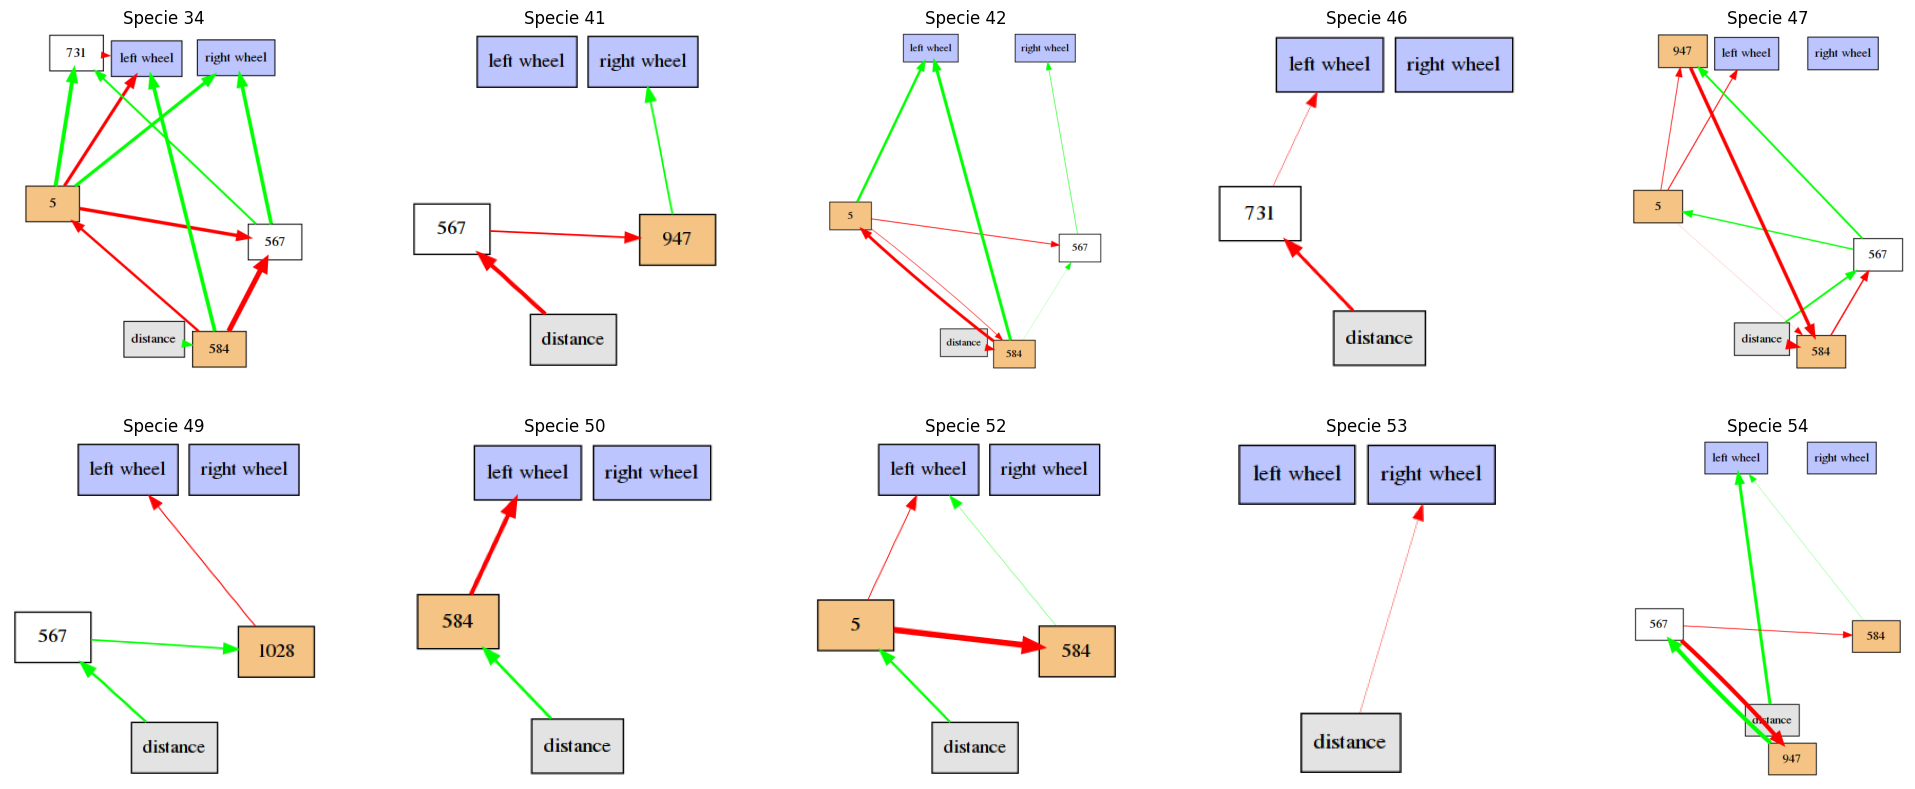 Specie 34
731
left wheel
right wheel
5
567
distance
584
Specie 41
left wheel
right wheel
567
947
distance
Specie 42
left wheel
right wheel
5
567
distance
584
Specie 46
left wheel
right wheel
731
distance
Specie 47
947
left wheel
right wheel
5
567
distance
584
Specie 49
left wheel
right wheel
567
1028
distance
Specie 50
left wheel
right wheel
584
distance
Specie 52
left wheel
right wheel
5
584
distance
Specie 53
left wheel
right wheel
distance
Specie 54
left wheel
right wheel
567
584
distance
947